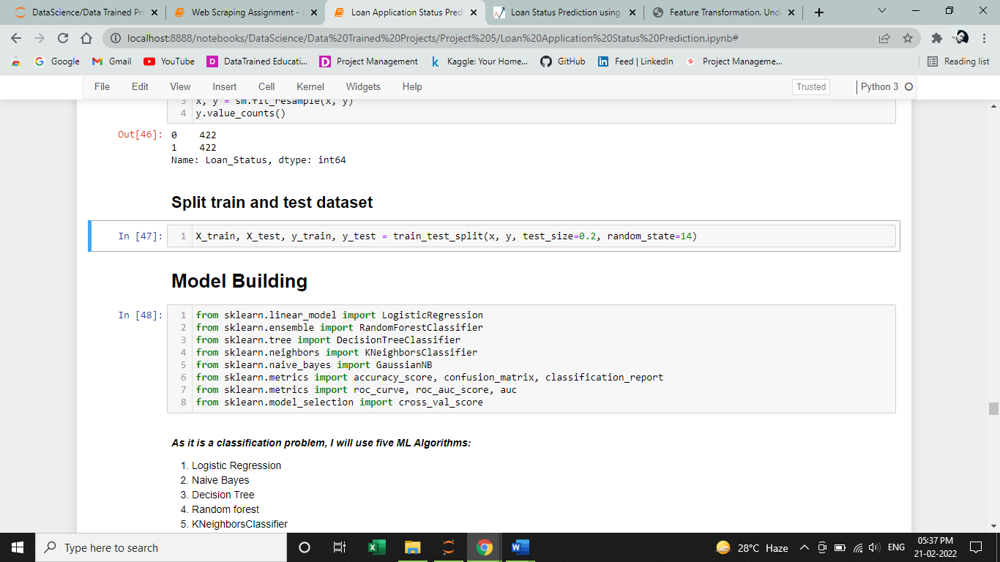 DataScience/Data Trained Pro
Web Scraping Assignment - J
Loan Application Status Pred
Loan Status Prediction using
Feature Transformation. Und
localhost:8888/notebooks/DataScience/Data%20Trained%20Projects/Project%205/Loan%20Application%20Status%20Prediction.ipynb#
Google
Gmail
YouTube
DataTrained Educati...
Project Management
Kaggle: Your Home...
GitHub
Feed | LinkedIn
Project Manageme...
Reading list
File Edit View Insert Cell Kernel Widgets Help
Trusted
Python 3
3 x, y = sm.fit_resample(x, y)
4 y.value_counts()
Out[46]: 0 422
1 422
Name: Loan_Status, dtype: int64
Split train and test dataset
In [47]: 1 X_train, X_test, y_train, y_test = train_test_split(x, y, test_size=0.2, random_state=14)
Model Building
In [48]: 1 from sklearn.linear_model import LogisticRegression
2 from sklearn.ensemble import RandomForestClassifier
3 from sklearn.tree import DecisionTreeClassifier
4 from sklearn.neighbors import KNeighborsClassifier
5 from sklearn.naive_bayes import GaussianNB
6 from sklearn.metrics import accuracy_score, confusion_matrix, classification_report
7 from sklearn.metrics import roc_curve, roc_auc_score, auc
8 from sklearn.model_selection import cross_val_score
As it is a classification problem, I will use five ML Algorithms:
1. Logistic Regression
2. Naive Bayes
3. Decision Tree
4. Random forest
5. KNeighborsClassifier
Type here to search
28°C Haze
ENG
05:37 PM
21-02-2022